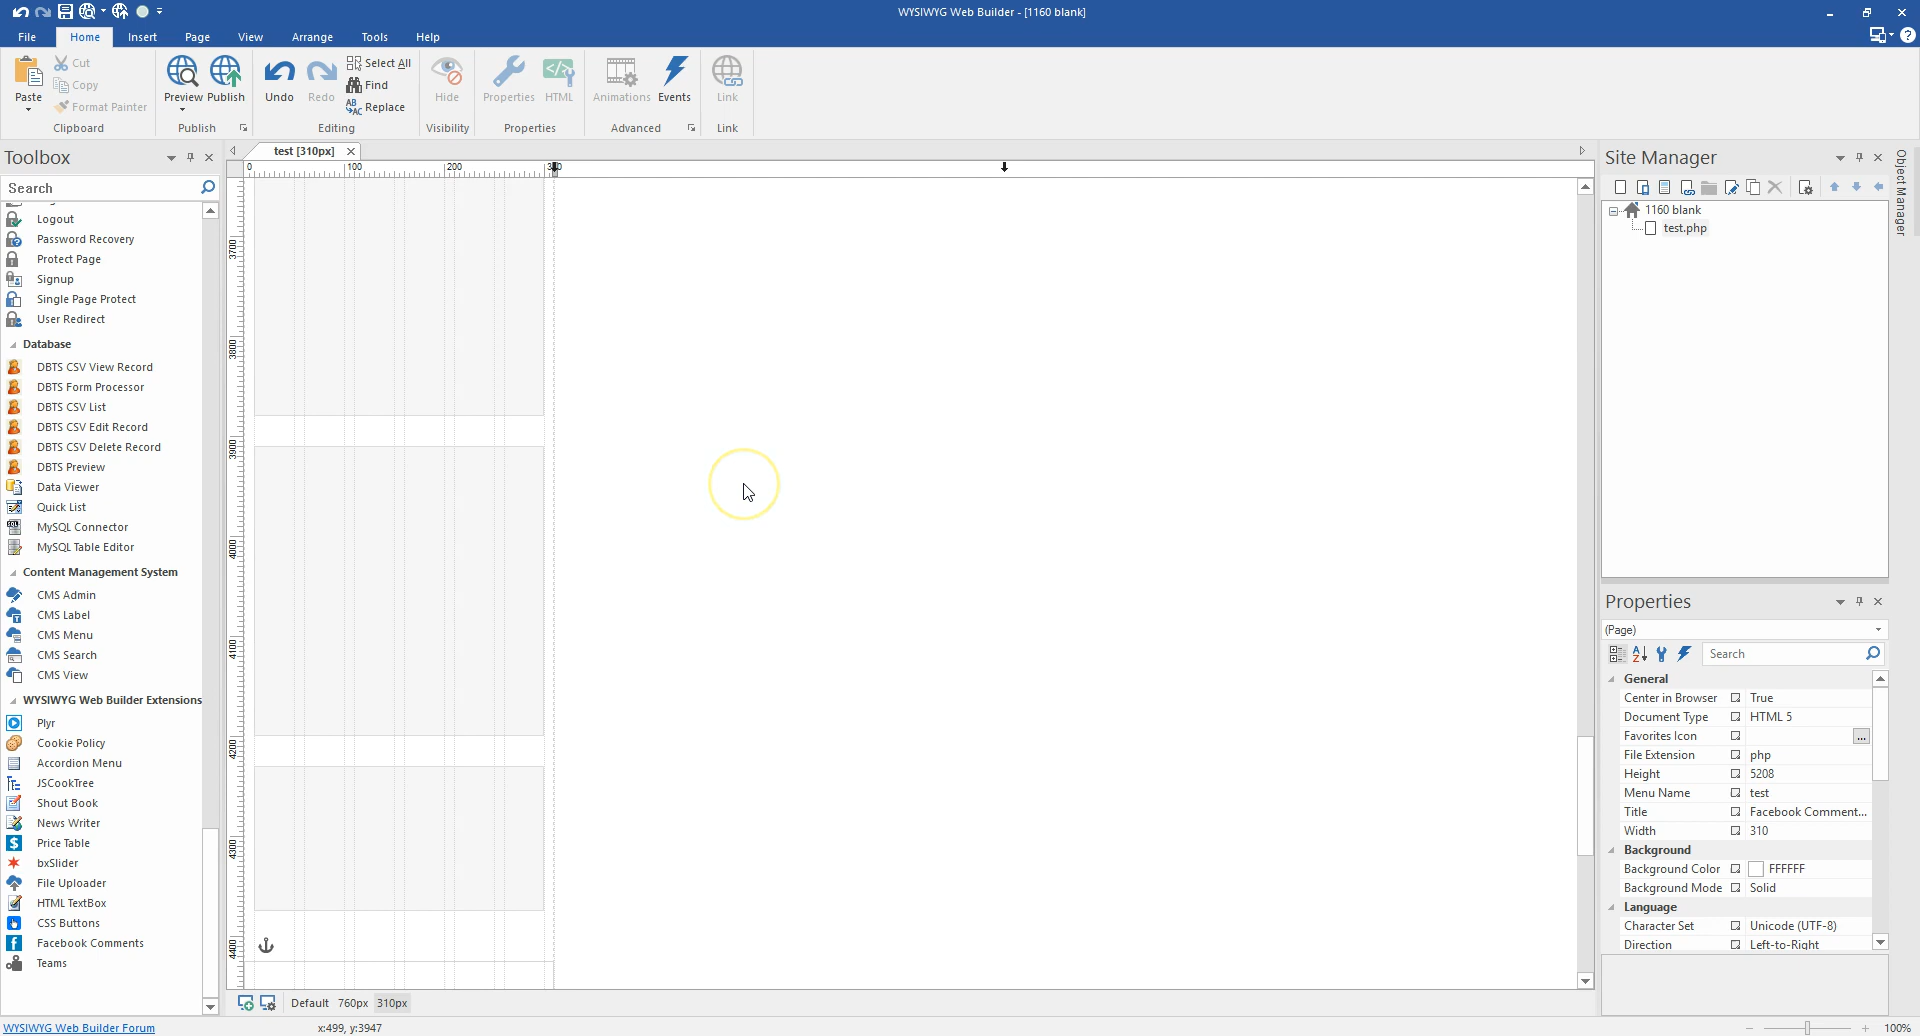 WYSIWYG Web Builder - [1160 blank]
File Home Insert Page View Arrange Tools Help
Paste
Cut
Copy
Format Painter
Clipboard
Preview Publish
Publish
Undo Redo
Select All
Find
Replace
Editing
Hide
Visibility
Properties HTML
Properties
Animations Events
Advanced
Link
Link
Toolbox
Search
Logout
Password Recovery
Protect Page
Signup
Single Page Protect
User Redirect
Database
DBTS CSV View Record
DBTS Form Processor
DBTS CSV List
DBTS CSV Edit Record
DBTS CSV Delete Record
DBTS Preview
Data Viewer
Quick List
MySQL Connector
MySQL Table Editor
Content Management System
CMS Admin
CMS Label
CMS Menu
CMS Search
CMS View
WYSIWYG Web Builder Extensions
Plyr
Cookie Policy
Accordion Menu
JSCookTree
Shout Book
News Writer
Price Table
bxSlider
File Uploader
HTML TextBox
CSS Buttons
Facebook Comments
Teams
test [310px]
0 100 200
3700
3800
3900
4000
4100
4200
4300
4400
Default 760px 310px
Site Manager
1160 blank
test.php
Object Manager
Properties
(Page)
Search
General
Center in Browser True
Document Type HTML 5
Favorites Icon ...
File Extension php
Height 5208
Menu Name test
Title Facebook Comment...
Width 310
Background
Background Color FFFFFF
Background Mode Solid
Language
Character Set Unicode (UTF-8)
Direction Left-to-Right
WYSIWYG Web Builder Forum
x:499, y:3947
100%